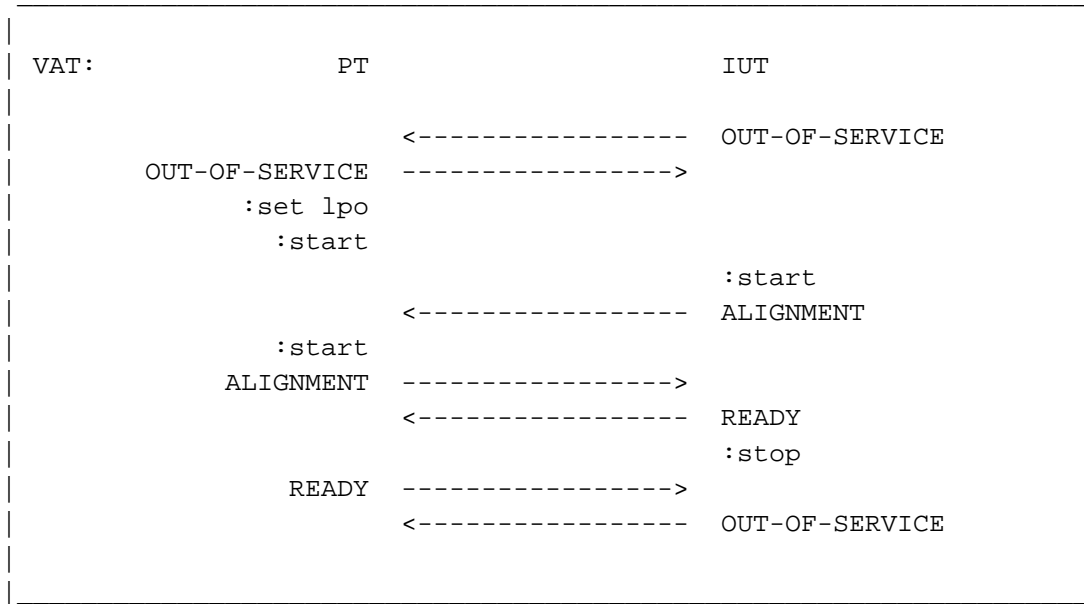 VAT: PT IUT
<----------------- OUT-OF-SERVICE
OUT-OF-SERVICE ----------------->
:set lpo
:start
:start
<----------------- ALIGNMENT
:start
ALIGNMENT ----------------->
<----------------- READY
:stop
READY ----------------->
<----------------- OUT-OF-SERVICE